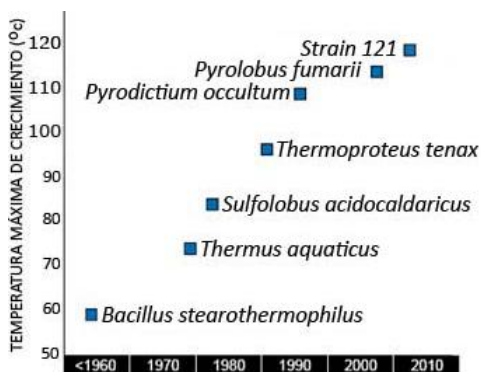 TEMPERATURA MÁXIMA DE CRECIMIENTO (ºc)
120
110
100
90
80
70
60
50
Strain 121
Pyrolobus fumarii
Pyrodictium occultum
Thermoproteus tenax
Sulfolobus acidocaldaricus
Thermus aquaticus
Bacillus stearothermophilus
<1960 1970 1980 1990 2000 2010